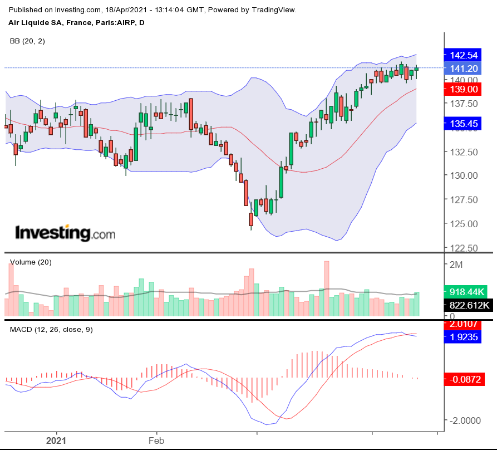 Published on Investing.com, 18/Apr/2021 - 13:14:04 GMT, Powered by TradingView.
Air Liquide SA, France, Paris:AIRP, D
BB (20, 2)
142.54
141.20
140.00
139.00
137.50
135.45
132.50
130.00
127.50
125.00
122.50
Investing.com
Volume (20)
2M
918.44K
822.612K
0
MACD (12, 26, close, 9)
2.0107
1.9235
-0.0872
-2.0000
2021
Feb